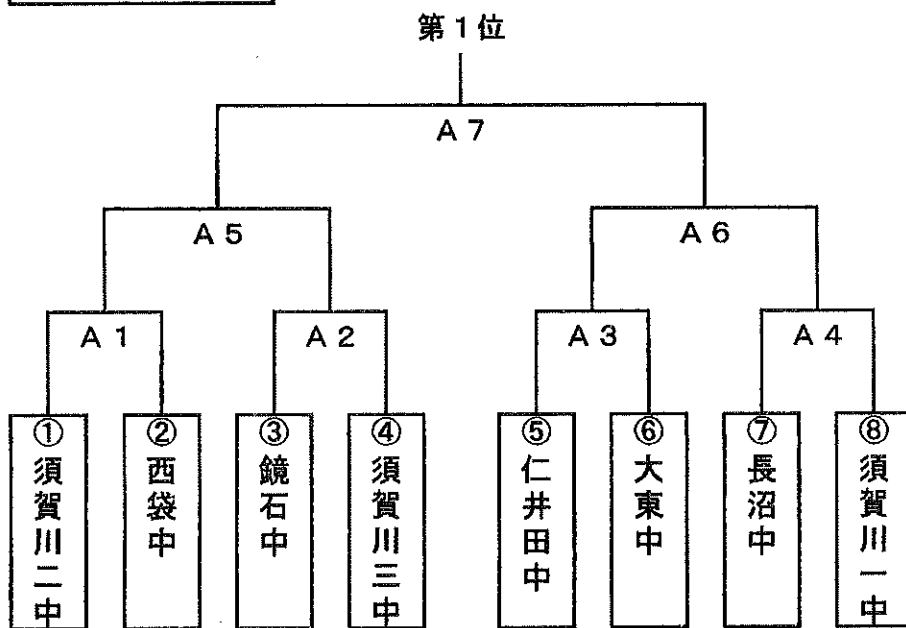 第1位
A7
A5
A6
A1
A2
A3
A4
①須賀川二中
②西袋中
③鏡石中
④須賀川三中
⑤仁井田中
⑥大東中
⑦長沼中
⑧須賀川一中